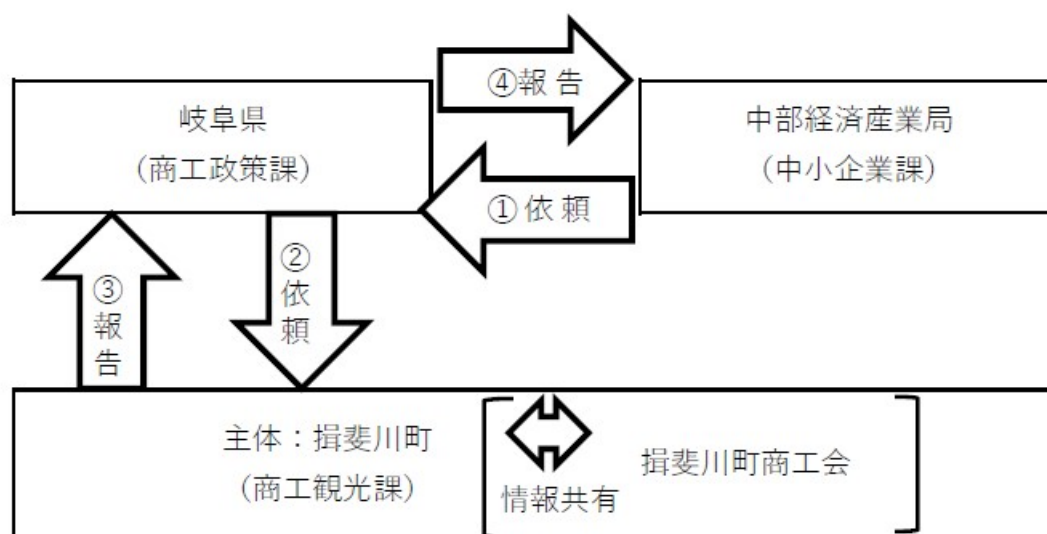 ④報 告
岐阜県
(商工政策課)
中部経済産業局
(中小企業課)
①依 頼
②
依
頼
③
報
告
主体：揖斐川町
(商工観光課)
情報共有
揖斐川町商工会